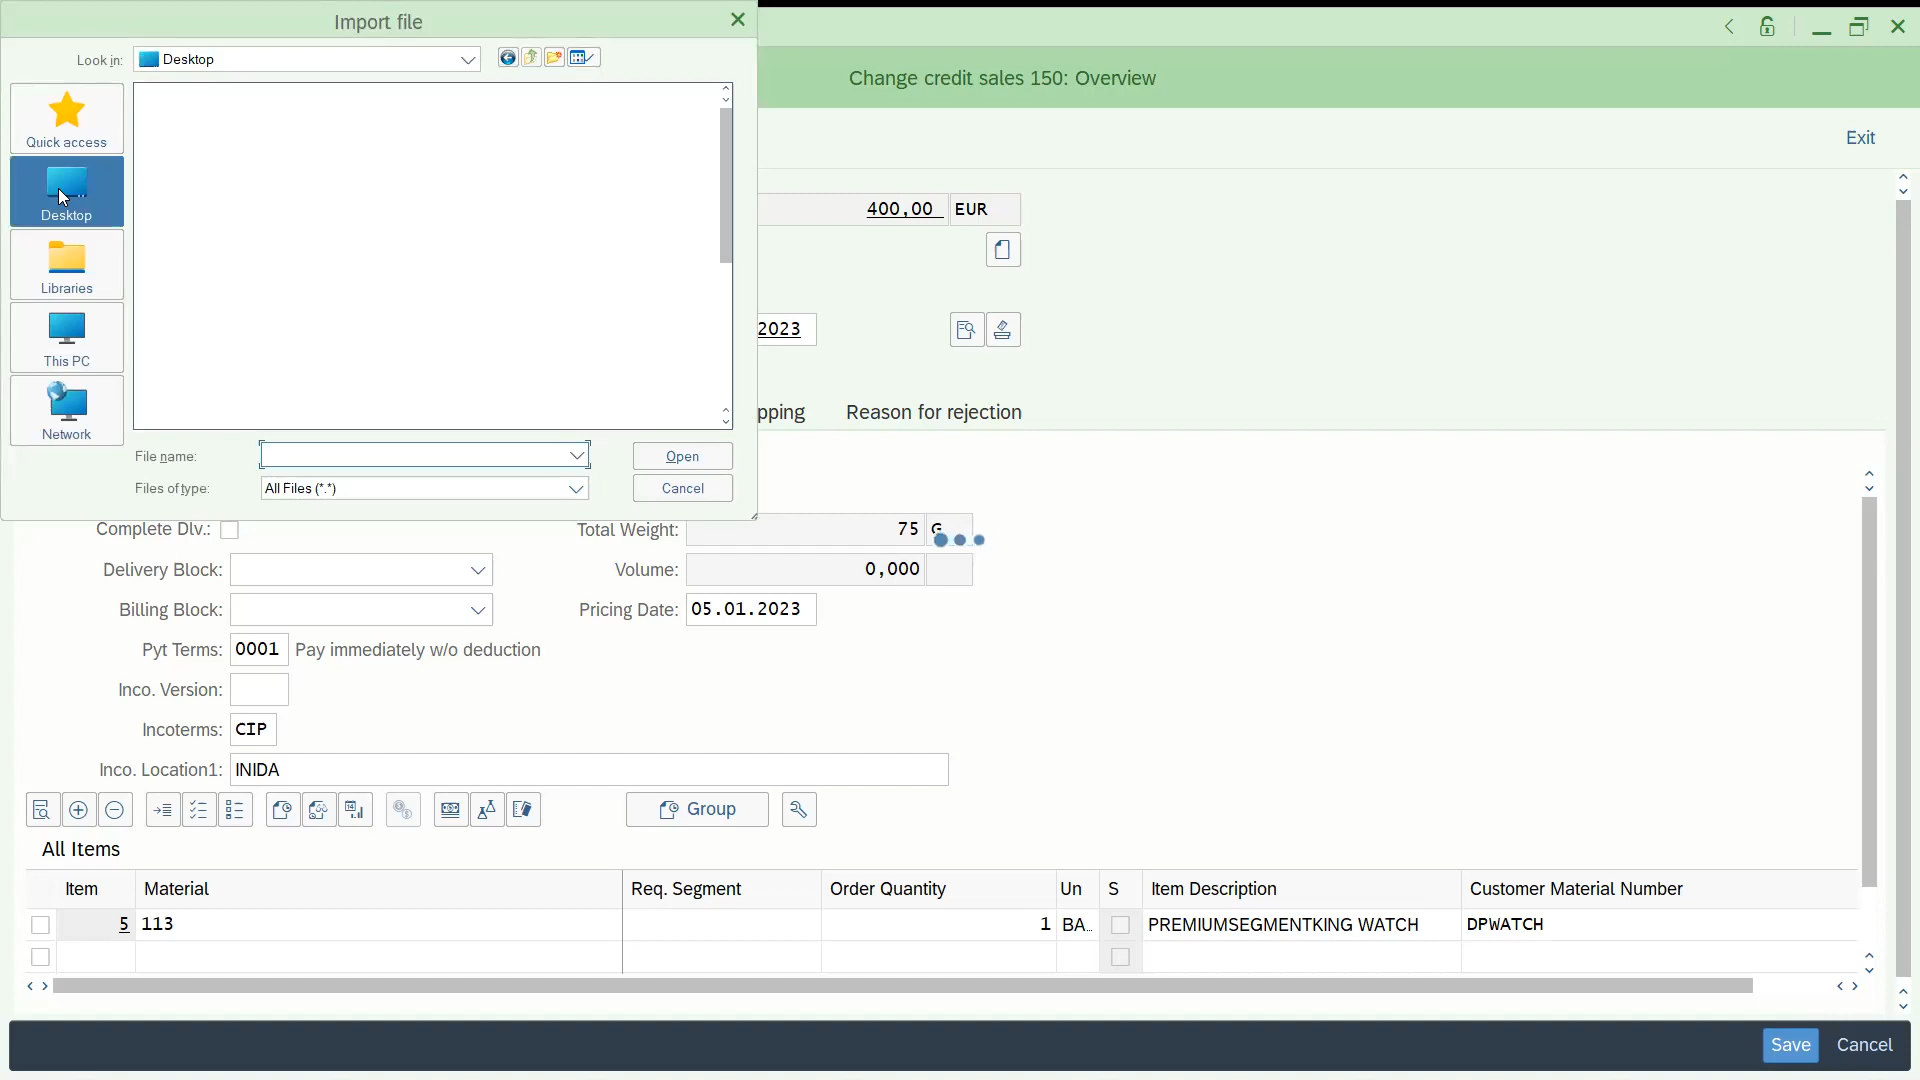 Import file
Look in: Desktop
Quick access
Desktop
Libraries
This PC
Network
File name:
Open
Files of type: All Files (*.*)
Cancel
Change credit sales 150: Overview
Exit
400,00 EUR
2023
pping
Reason for rejection
Complete Dlv.:
Total Weight: 75 G
Delivery Block:
Volume: 0,000
Billing Block:
Pricing Date: 05.01.2023
Pyt Terms: 0001 Pay immediately w/o deduction
Inco. Version:
Incoterms: CIP
Inco. Location1: INIDA
Group
All Items
Item Material Req. Segment Order Quantity Un S Item Description Customer Material Number
5 113 1 BA.. PREMIUMSEGMENTKING WATCH DPWATCH
Save Cancel